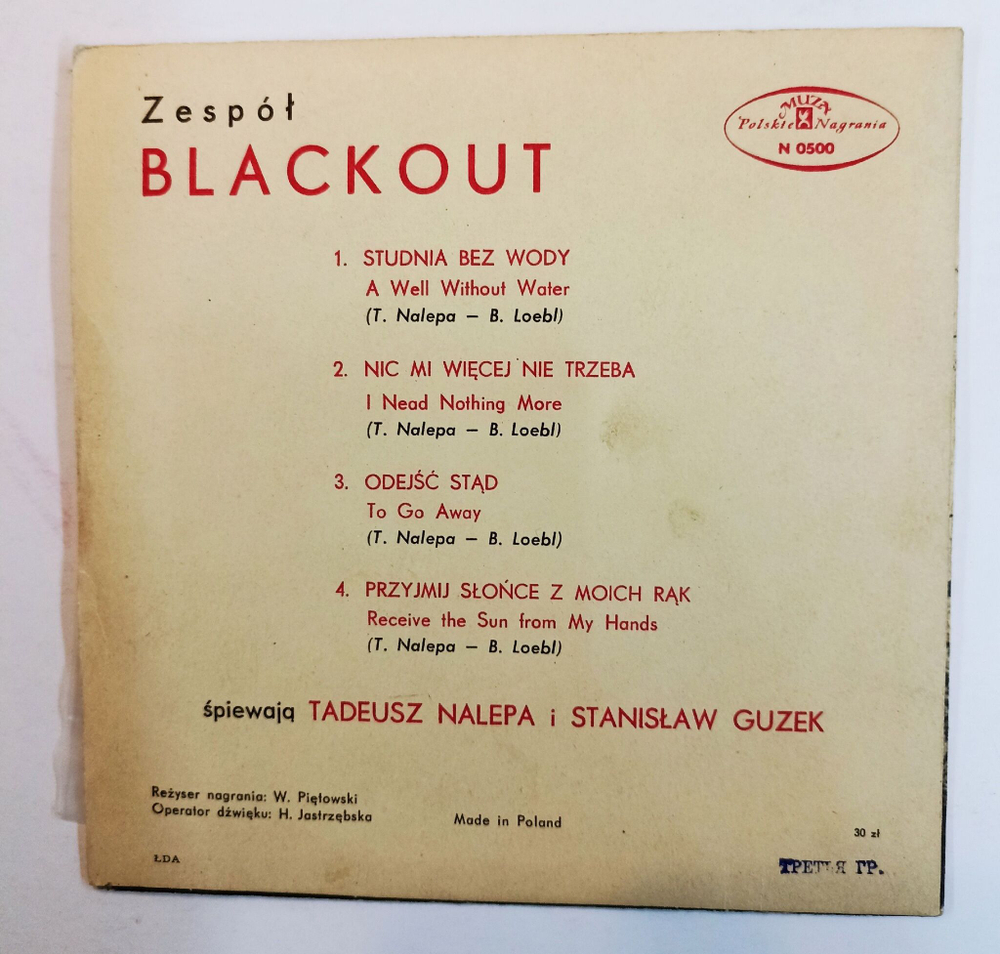 Zespół
BLACKOUT
MUZA
Polskie Nagrania
N 0500
1. STUDNIA BEZ WODY
A Well Without Water
(T. Nalepa — B. Loebl)
2. NIC MI WIĘCEJ NIE TRZEBA
I Nead Nothing More
(T. Nalepa — B. Loebl)
3. ODEJŚĆ STĄD
To Go Away
(T. Nalepa — B. Loebl)
4. PRZYJMIJ SŁOŃCE Z MOICH RĄK
Receive the Sun from My Hands
(T. Nalepa — B. Loebl)
śpiewają TADEUSZ NALEPA i STANISŁAW GUZEK
Reżyser nagrania: W. Piętowski
Operator dźwięku: H. Jastrzębska
Made in Poland
30 zł
ŁDA
ТРЕТЬЯ ГР.